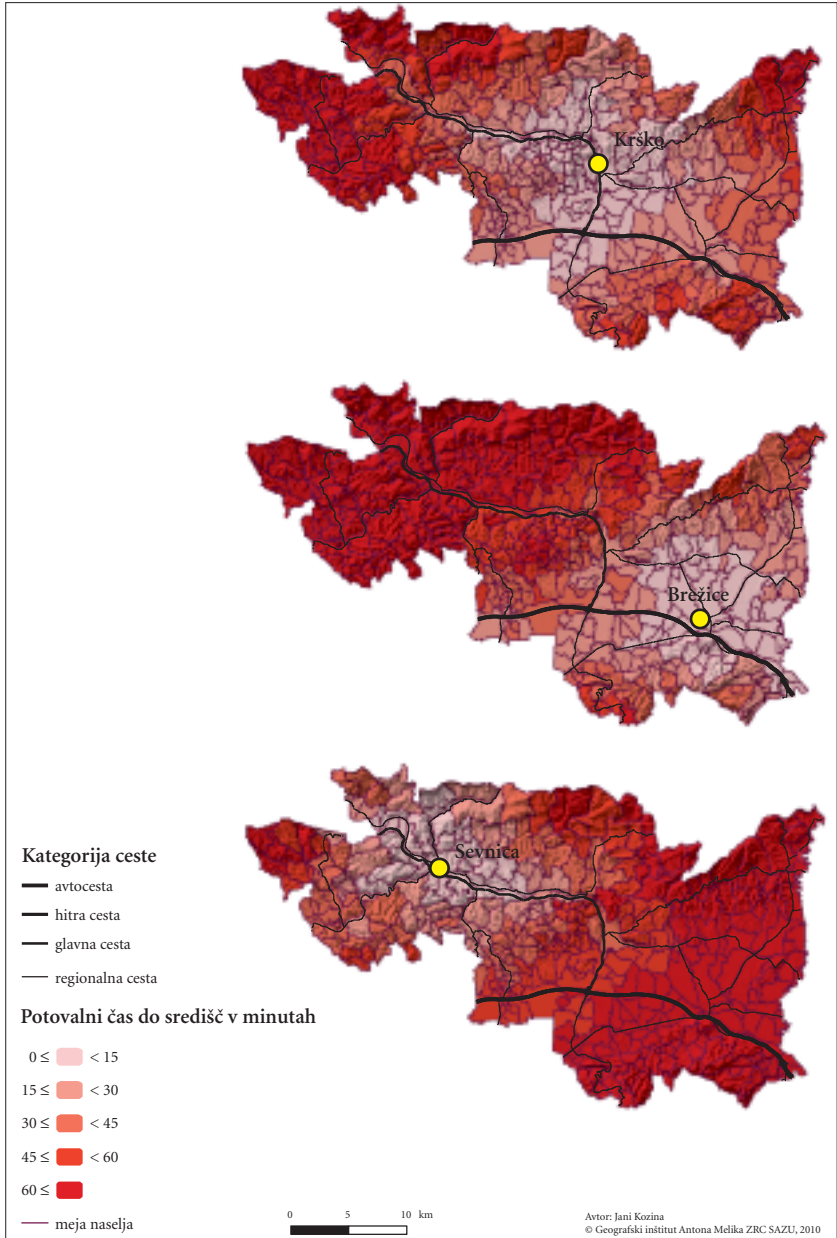 Krško
Brežice
Sevnica
Kategorija ceste
avtocesta
hitra cesta
glavna cesta
regionalna cesta
Potovalni čas do središč v minutah
0 ≤ < 15
15 ≤ < 30
30 ≤ < 45
45 ≤ < 60
60 ≤
meja naselja
0 5 10 km
Avtor: Jani Kozina
© Geografski inštitut Antona Melika ZRC SAZU, 2010